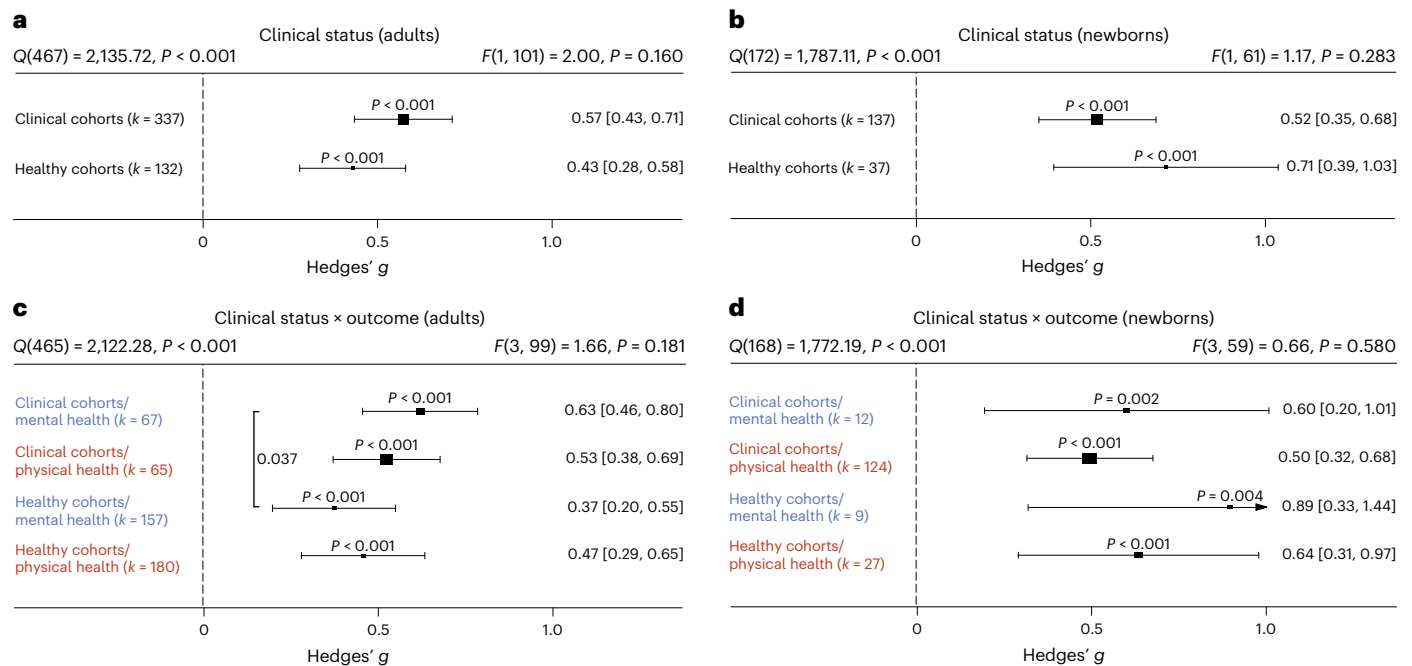 a
Clinical status (adults)
Q(467) = 2,135.72, P < 0.001
F(1, 101) = 2.00, P = 0.160
P < 0.001
Clinical cohorts (k = 337)
0.57 [0.43, 0.71]
P < 0.001
Healthy cohorts (k = 132)
0.43 [0.28, 0.58]
0
0.5
1.0
Hedges’ g
b
Clinical status (newborns)
Q(172) = 1,787.11, P < 0.001
F(1, 61) = 1.17, P = 0.283
P < 0.001
Clinical cohorts (k = 137)
0.52 [0.35, 0.68]
P < 0.001
Healthy cohorts (k = 37)
0.71 [0.39, 1.03]
0
0.5
1.0
Hedges’ g
c
Clinical status × outcome (adults)
Q(465) = 2,122.28, P < 0.001
F(3, 99) = 1.66, P = 0.181
P < 0.001
Clinical cohorts/
mental health (k = 67)
0.63 [0.46, 0.80]
P < 0.001
Clinical cohorts/
physical health (k = 65)
0.037
0.53 [0.38, 0.69]
P < 0.001
Healthy cohorts/
mental health (k = 157)
0.37 [0.20, 0.55]
P < 0.001
Healthy cohorts/
physical health (k = 180)
0.47 [0.29, 0.65]
0
0.5
1.0
Hedges’ g
d
Clinical status × outcome (newborns)
Q(168) = 1,772.19, P < 0.001
F(3, 59) = 0.66, P = 0.580
P = 0.002
Clinical cohorts/
mental health (k = 12)
0.60 [0.20, 1.01]
P < 0.001
Clinical cohorts/
physical health (k = 124)
0.50 [0.32, 0.68]
P = 0.004
Healthy cohorts/
mental health (k = 9)
0.89 [0.33, 1.44]
P < 0.001
Healthy cohorts/
physical health (k = 27)
0.64 [0.31, 0.97]
0
0.5
1.0
Hedges’ g